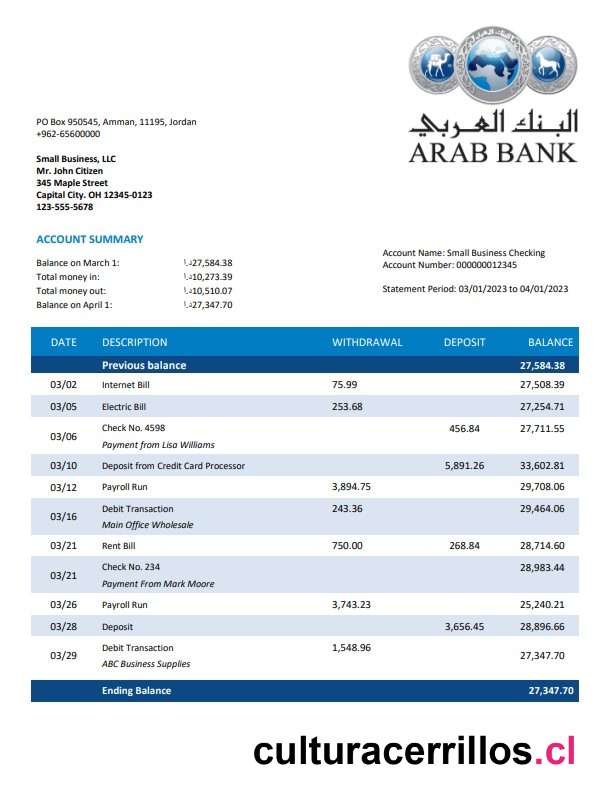 البنك العربي
ARAB BANK
PO Box 950545, Amman, 11195, Jordan
+962-65600000
Small Business, LLC
Mr. John Citizen
345 Maple Street
Capital City. OH 12345-0123
123-555-5678
ACCOUNT SUMMARY
Balance on March 1: د.ا27,584.38
Total money in: د.ا10,273.39
Total money out: د.ا10,510.07
Balance on April 1: د.ا27,347.70
Account Name: Small Business Checking
Account Number: 000000012345
Statement Period: 03/01/2023 to 04/01/2023
DATE DESCRIPTION WITHDRAWAL DEPOSIT BALANCE
Previous balance 27,584.38
03/02 Internet Bill 75.99 27,508.39
03/05 Electric Bill 253.68 27,254.71
03/06 Check No. 4598 456.84 27,711.55
Payment from Lisa Williams
03/10 Deposit from Credit Card Processor 5,891.26 33,602.81
03/12 Payroll Run 3,894.75 29,708.06
03/16 Debit Transaction 243.36 29,464.06
Main Office Wholesale
03/21 Rent Bill 750.00 268.84 28,714.60
03/21 Check No. 234 28,983.44
Payment From Mark Moore
03/26 Payroll Run 3,743.23 25,240.21
03/28 Deposit 3,656.45 28,896.66
03/29 Debit Transaction 1,548.96 27,347.70
ABC Business Supplies
Ending Balance 27,347.70
culturacerrillos.cl